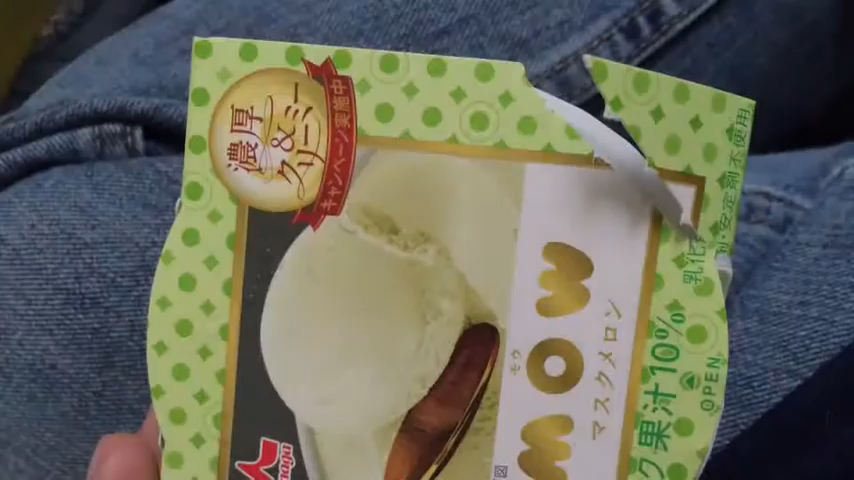 濃厚
&
クリーミー
キャンペーン実施中
MOW
モウ
マスクメロン
ク果汁10%
OPEN
乳化剤・安定剤不使用